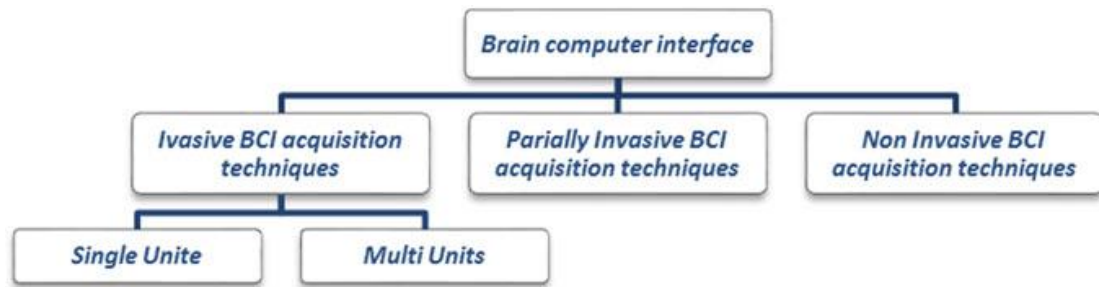 Brain computer interface
Ivasive BCI acquisition
techniques
Parially Invasive BCI
acquisition techniques
Non Invasive BCI
acquisition techniques
Single Unite
Multi Units